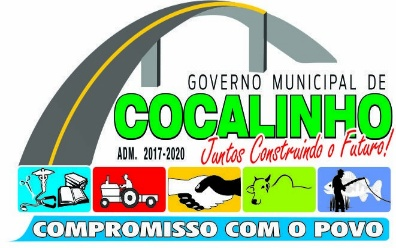 GOVERNO MUNICIPAL DE
COCALINHO
ADM. 2017-2020 Juntos Construindo o Futuro!
COMPROMISSO COM O POVO